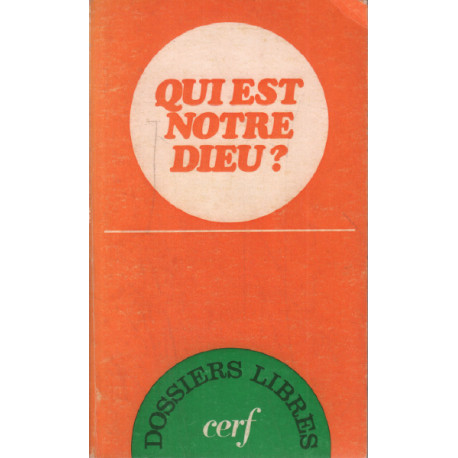 QUI EST
NOTRE
DIEU ?
DOSSIERS LIBRES
cerf